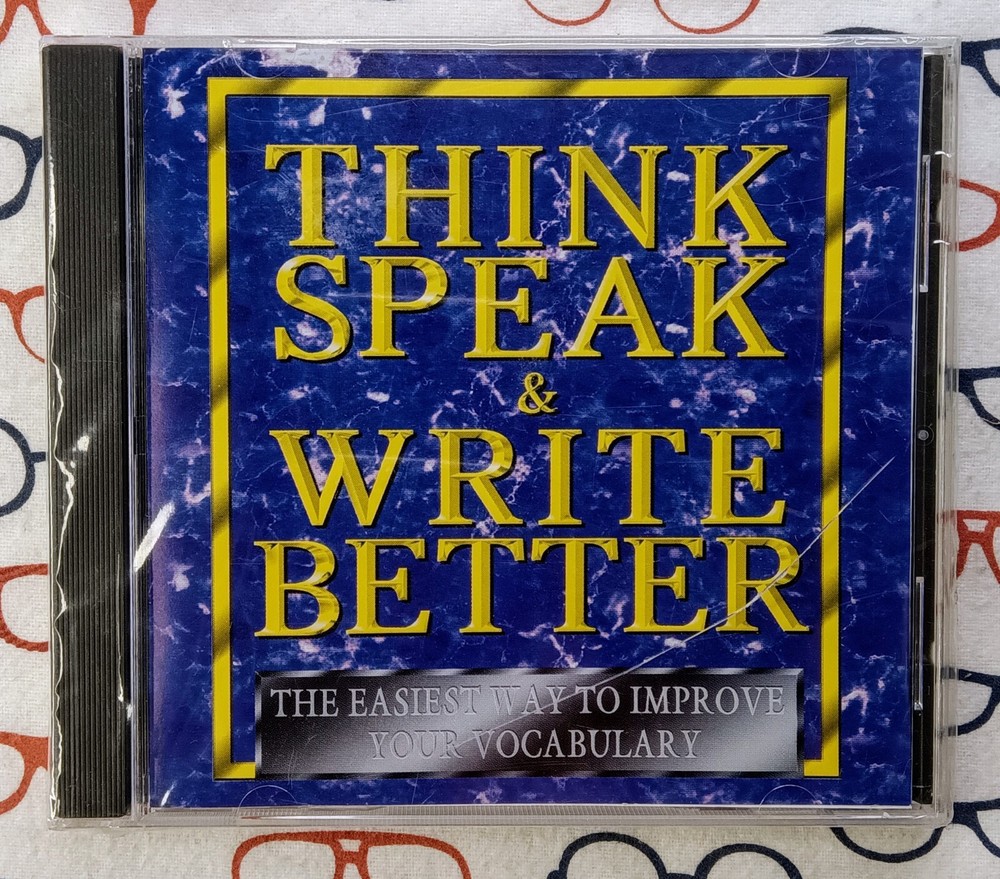 THINK
SPEAK
&
WRITE
BETTER
THE EASIEST WAY TO IMPROVE
YOUR VOCABULARY